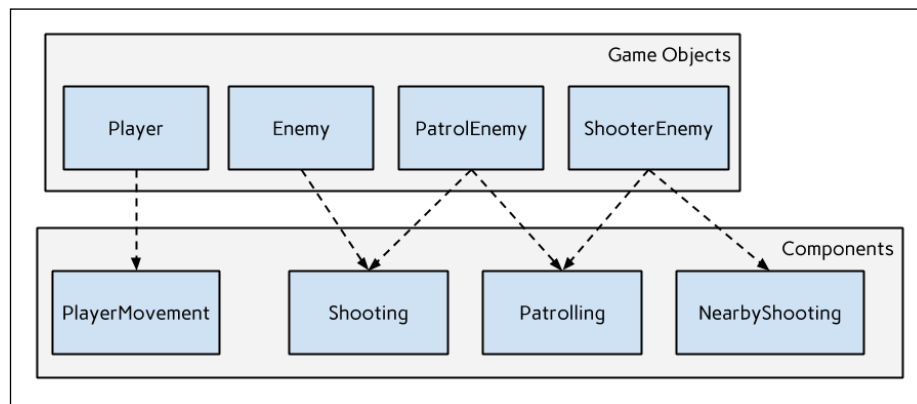 Game Objects
Player
Enemy
PatrolEnemy
ShooterEnemy
Components
PlayerMovement
Shooting
Patrolling
NearbyShooting